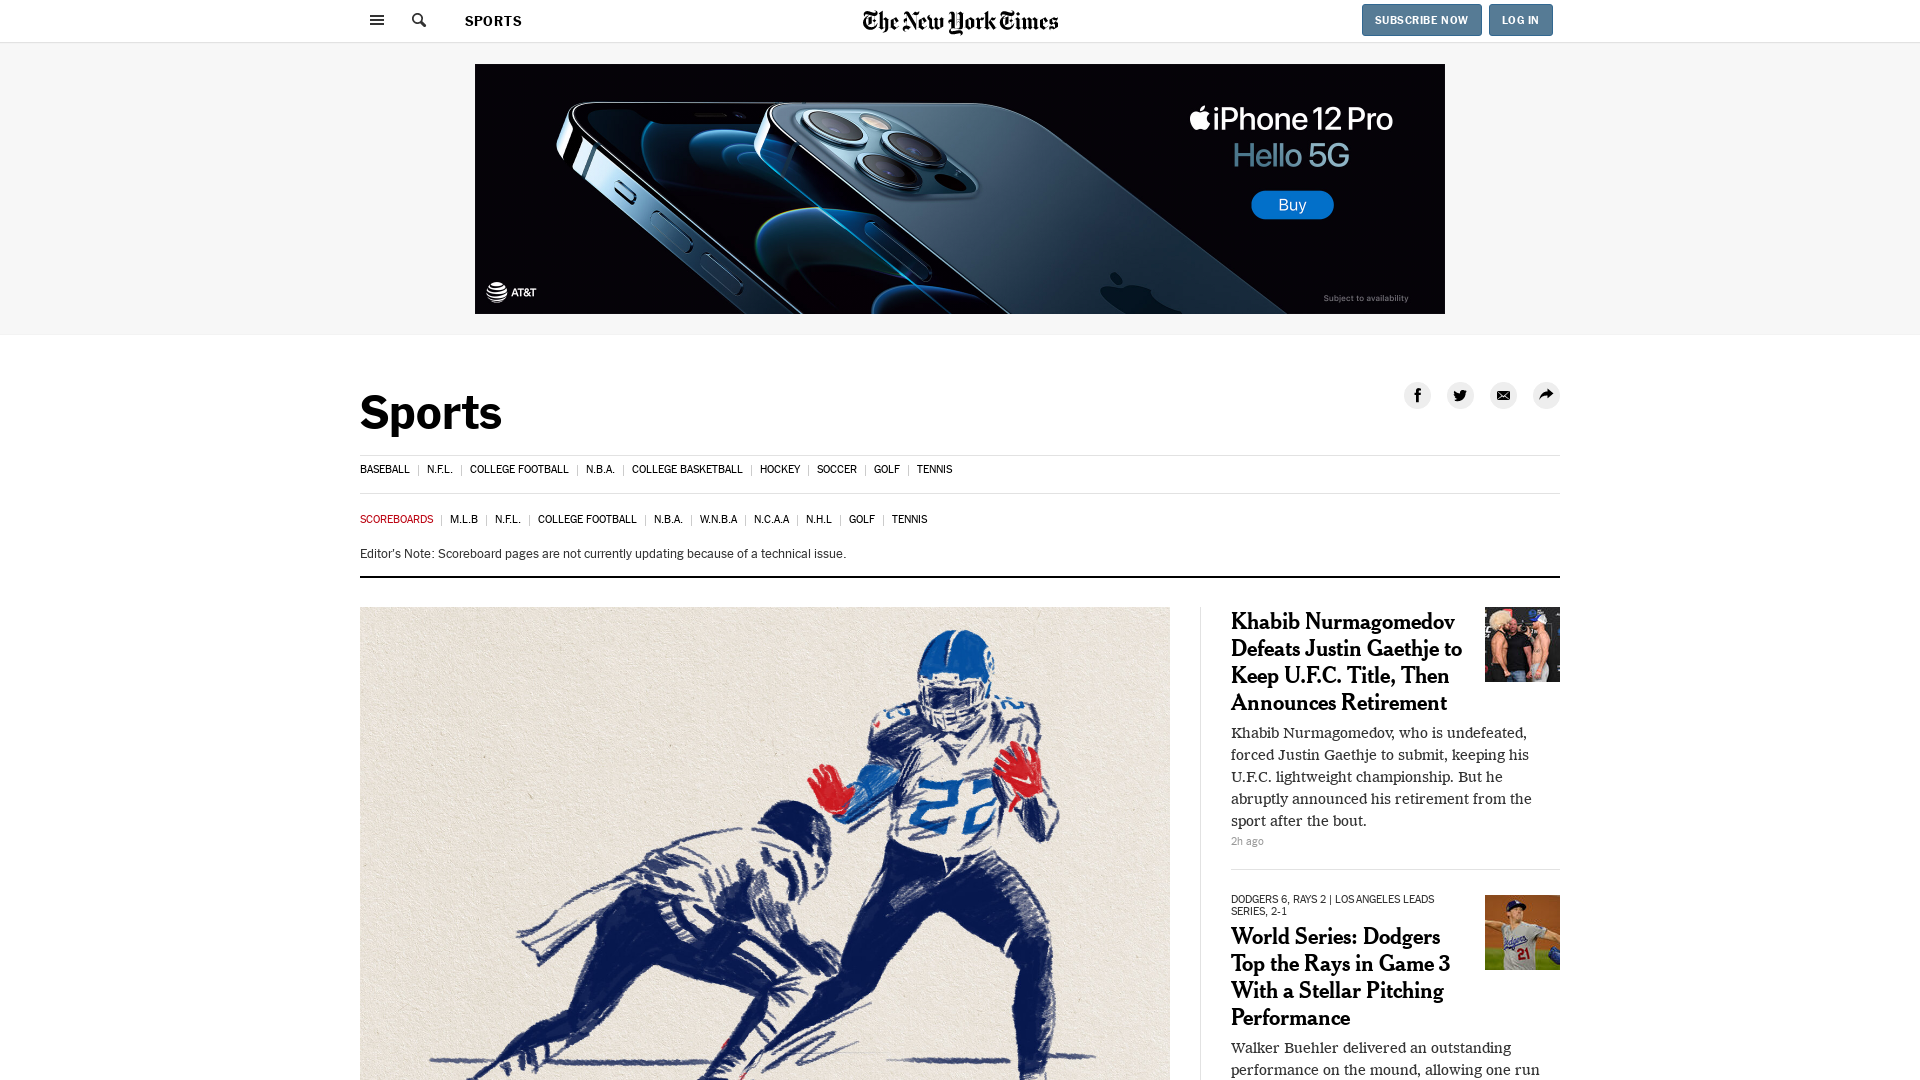 SPORTS
The New York Times
SUBSCRIBE NOW
LOG IN
iPhone 12 Pro
Hello 5G
Buy
AT&T
Subject to availability
Sports
BASEBALL
N.F.L.
COLLEGE FOOTBALL
N.B.A.
COLLEGE BASKETBALL
HOCKEY
SOCCER
GOLF
TENNIS
SCOREBOARDS
M.L.B
N.F.L.
COLLEGE FOOTBALL
N.B.A.
W.N.B.A
N.C.A.A
N.H.L
GOLF
TENNIS
Editor's Note: Scoreboard pages are not currently updating because of a technical issue.
22
22
22
Khabib Nurmagomedov
Defeats Justin Gaethje to
Keep U.F.C. Title, Then
Announces Retirement
Khabib Nurmagomedov, who is undefeated,
forced Justin Gaethje to submit, keeping his
U.F.C. lightweight championship. But he
abruptly announced his retirement from the
sport after the bout.
2h ago
DODGERS 6, RAYS 2 | LOS ANGELES LEADS
SERIES, 2-1
World Series: Dodgers
Top the Rays in Game 3
With a Stellar Pitching
Performance
Dodgers
21
Walker Buehler delivered an outstanding
performance on the mound, allowing one run